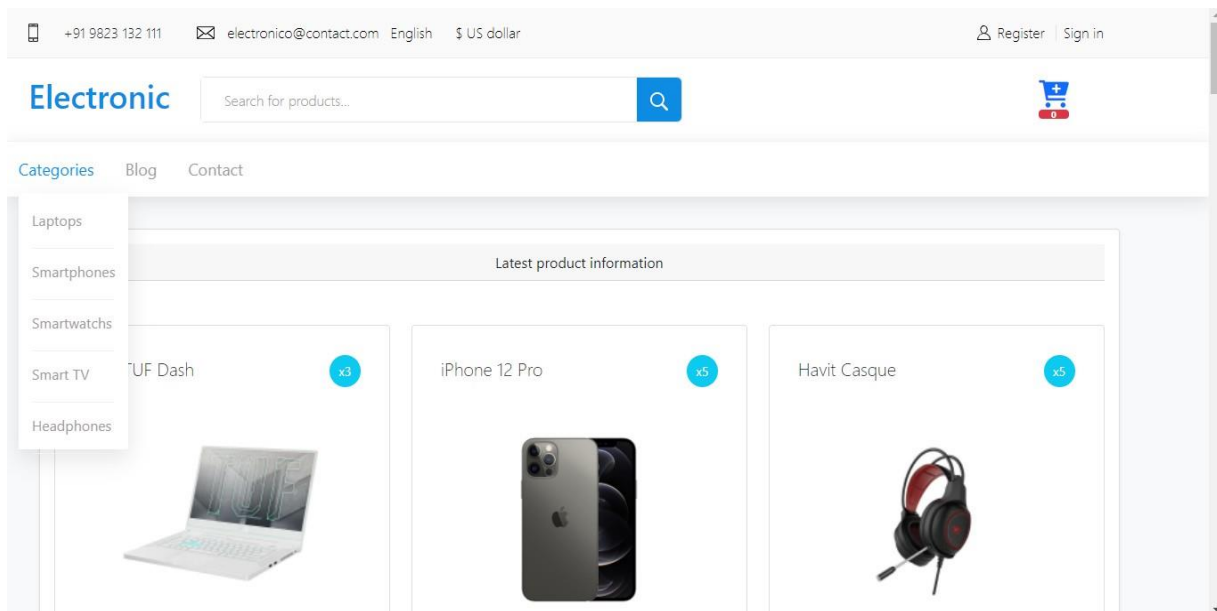 +91 9823 132 111 electronico@contact.com English $ US dollar Register Sign in
Electronic Search for products...
0
Categories Blog Contact
Laptops
Latest product information
Smartphones
Smartwatchs
Smart TV
Headphones
TUF Dash x3
iPhone 12 Pro x5
Havit Casque x5
TUF